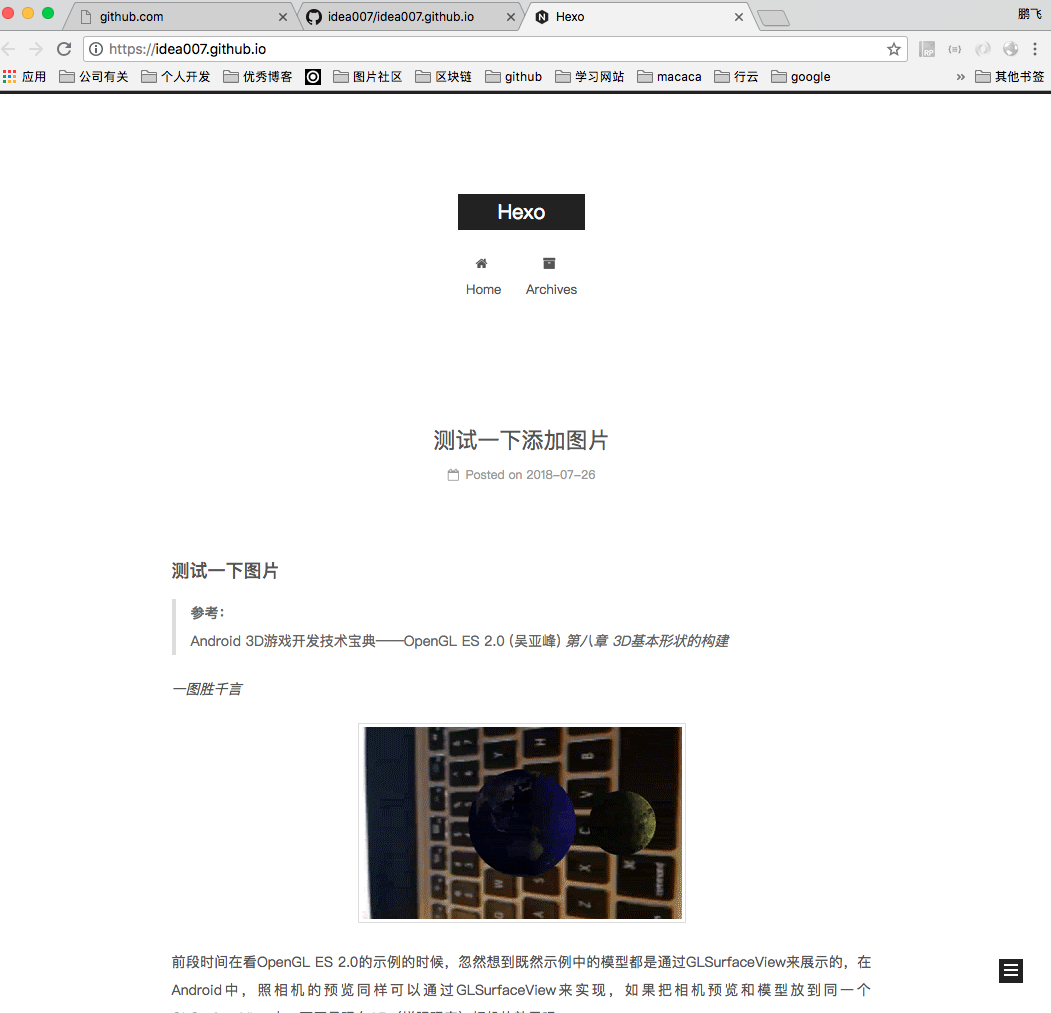 github.com
idea007/idea007.github.io
Hexo
鹏飞
https://idea007.github.io
应用
公司有关
个人开发
优秀博客
图片社区
区块链
github
学习网站
macaca
行云
google
»
其他书签
Hexo
Home
Archives
测试一下添加图片
Posted on 2018-07-26
测试一下图片
参考：
Android 3D游戏开发技术宝典——OpenGL ES 2.0 (吴亚峰) 第八章 3D基本形状的构建
一图胜千言
前段时间在看OpenGL ES 2.0的示例的时候，忽然想到既然示例中的模型都是通过GLSurfaceView来展示的，在
Android中，照相机的预览同样可以通过GLSurfaceView来实现，如果把相机预览和模型放到同一个